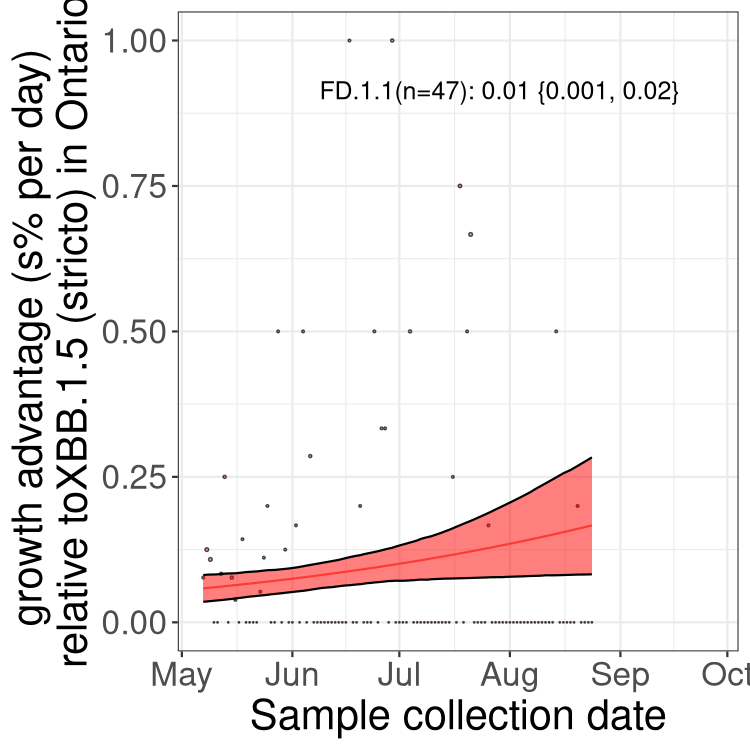 growth advantage (s% per day)
relative toXBB.1.5 (stricto) in Ontario
1.00
0.75
0.50
0.25
0.00
FD.1.1(n=47): 0.01 {0.001, 0.02}
May Jun Jul Aug Sep Oct
Sample collection date